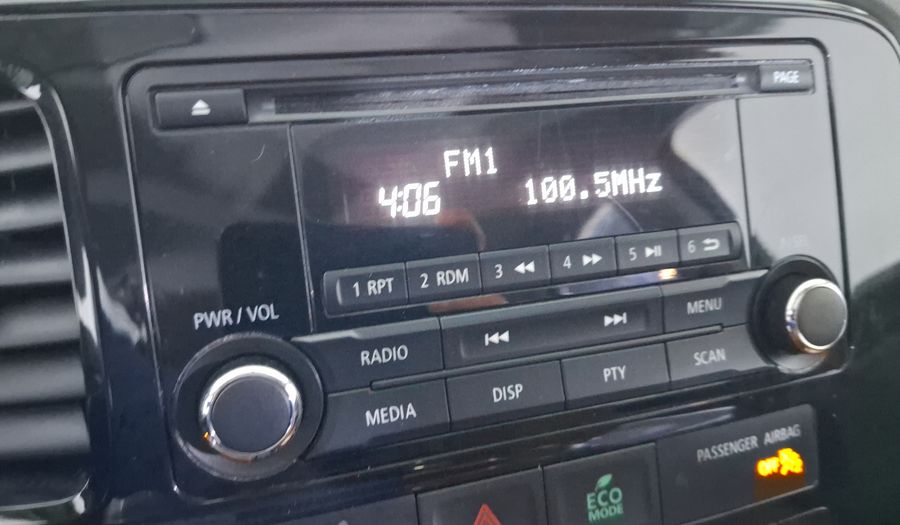 PAGE
FM1
4:06 100.5MHz
1 RPT 2 RDM 3 4 5 6
PWR / VOL
RADIO MENU
MEDIA DISP PTY SCAN
PASSENGER AIRBAG
OFF
ECO
MODE